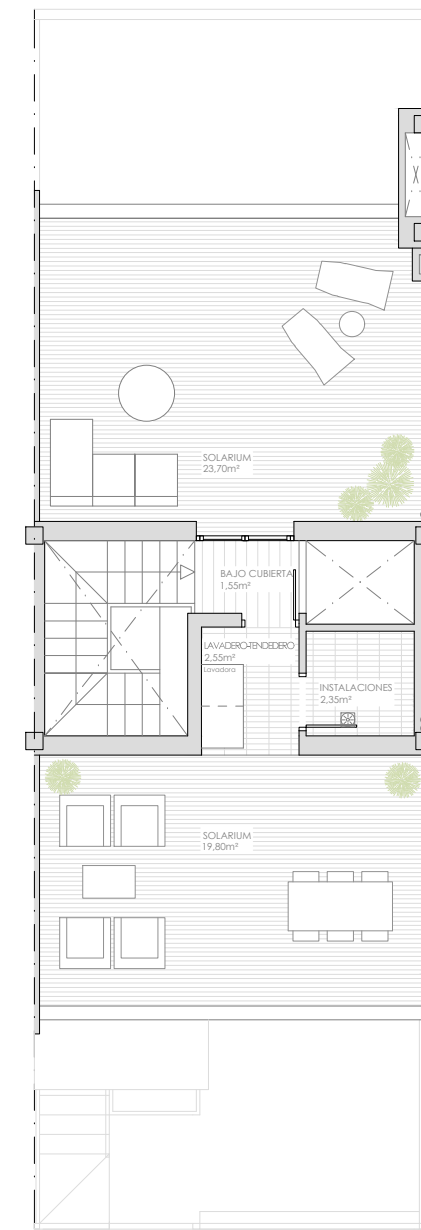 SOLARIUM
23,70m²
BAJO CUBIERTA
1,55m²
LAVADERO-TENDEDERO
2,55m²
Lavadora
INSTALACIONES
2,35m²
SOLARIUM
19,80m²